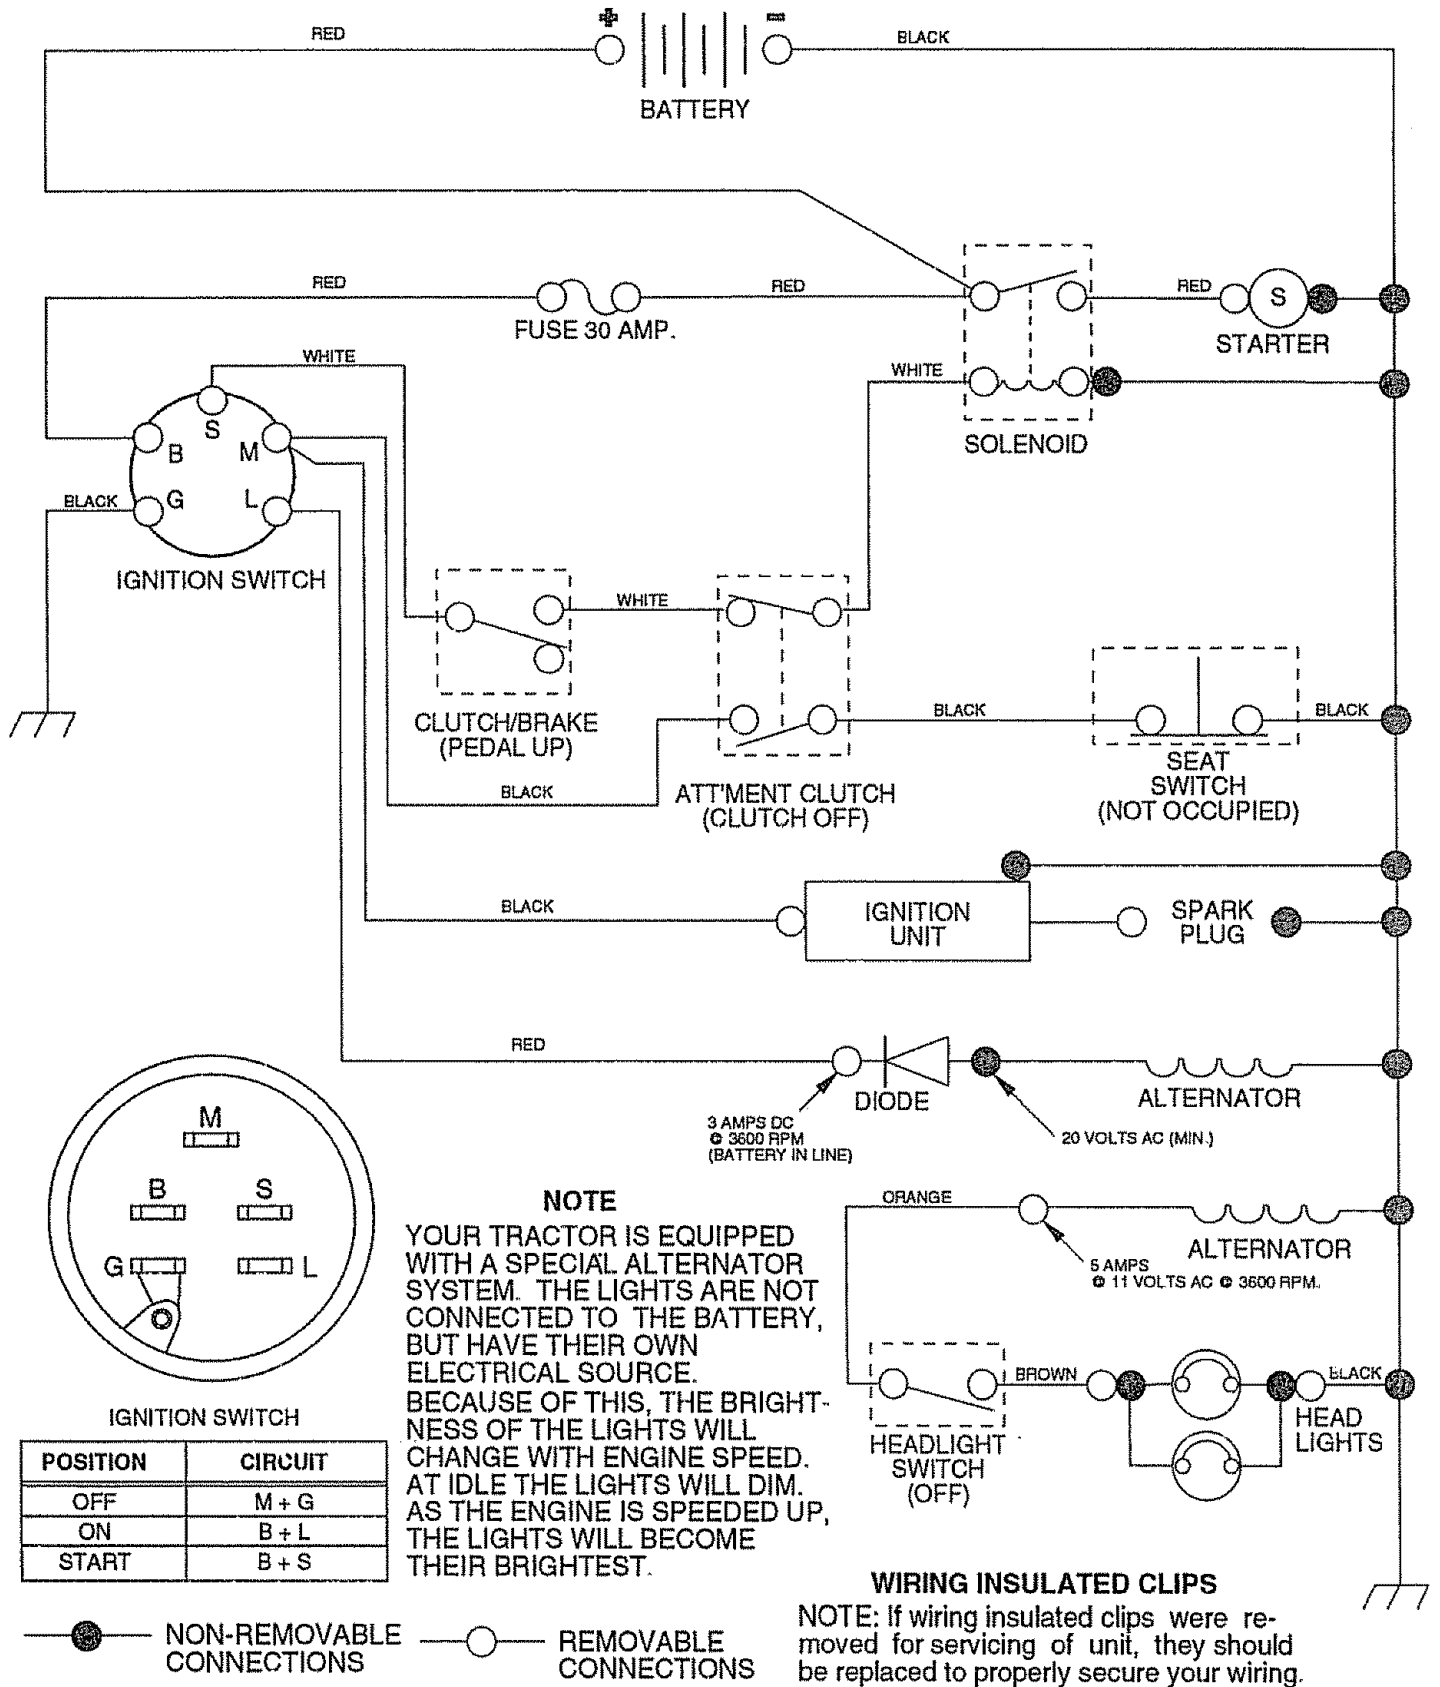 RED
+
-
BLACK
BATTERY
RED
FUSE 30 AMP.
RED
RED
S
STARTER
WHITE
WHITE
SOLENOID
S
B
M
G
L
BLACK
IGNITION SWITCH
WHITE
CLUTCH/BRAKE
(PEDAL UP)
BLACK
BLACK
SEAT
SWITCH
(NOT OCCUPIED)
BLACK
ATT'MENT CLUTCH
(CLUTCH OFF)
BLACK
IGNITION
UNIT
SPARK
PLUG
RED
DIODE
ALTERNATOR
3 AMPS DC
@ 3600 RPM
(BATTERY IN LINE)
20 VOLTS AC (MIN.)
M
B
S
G
L
IGNITION SWITCH
ORANGE
ALTERNATOR
5 AMPS
@ 11 VOLTS AC @ 3600 RPM.
BROWN
BLACK
HEAD
LIGHTS
HEADLIGHT
SWITCH
(OFF)
NOTE
YOUR TRACTOR IS EQUIPPED
WITH A SPECIAL ALTERNATOR
SYSTEM. THE LIGHTS ARE NOT
CONNECTED TO THE BATTERY,
BUT HAVE THEIR OWN
ELECTRICAL SOURCE.
BECAUSE OF THIS, THE BRIGHT-
NESS OF THE LIGHTS WILL
CHANGE WITH ENGINE SPEED.
AT IDLE THE LIGHTS WILL DIM.
AS THE ENGINE IS SPEEDED UP,
THE LIGHTS WILL BECOME
THEIR BRIGHTEST.
POSITION CIRCUIT
OFF M + G
ON B + L
START B + S
NON-REMOVABLE
CONNECTIONS
REMOVABLE
CONNECTIONS
WIRING INSULATED CLIPS
NOTE: If wiring insulated clips were re-
moved for servicing of unit, they should
be replaced to properly secure your wiring.